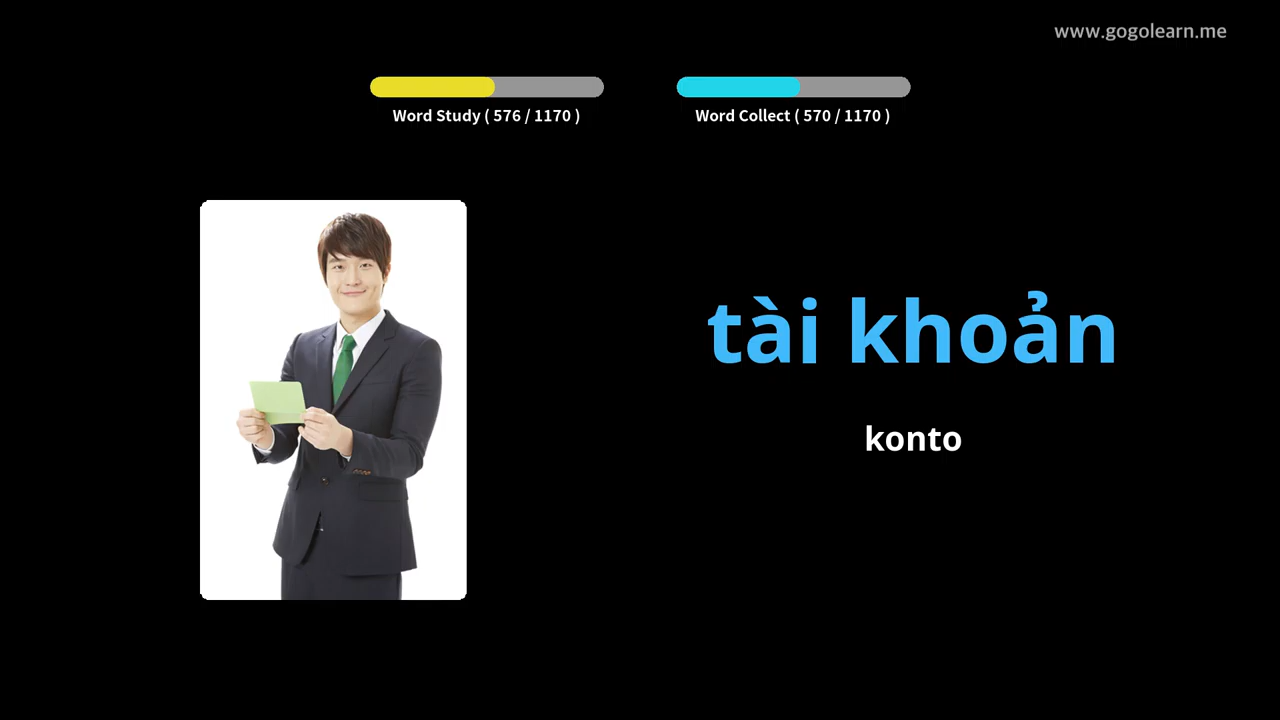 www.gogolearn.me
Word Study ( 576 / 1170 )
Word Collect ( 570 / 1170 )
tài khoản
konto